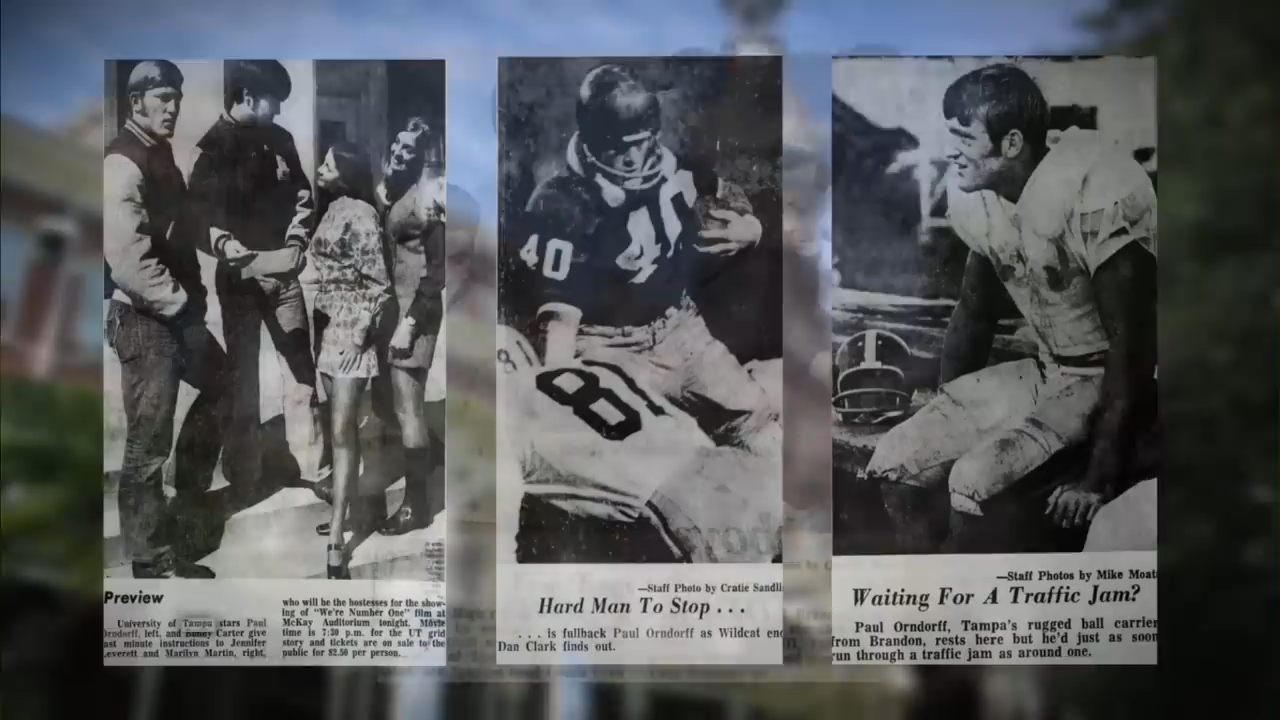 Preview
University of Tampa stars Paul
Orndorff, left, and Carter give
last minute instructions to Jennifer
Leverett and Marilyn Martin, right,
who will be the hostesses for the show-
ing of "We're Number One" film at
McKay Auditorium tonight. Movie
time is 7:30 p.m. for the UT grid
story and tickets are on sale to the
public for $2.50 per person.
40
40
8
—Staff Photo by Cratie Sandli
Hard Man To Stop . . .
. . . is fullback Paul Orndorff as Wildcat end
Dan Clark finds out.
—Staff Photos by Mike Moat
Waiting For A Traffic Jam?
Paul Orndorff, Tampa's rugged ball carrier
from Brandon, rests here but he'd just as soon
run through a traffic jam as around one.